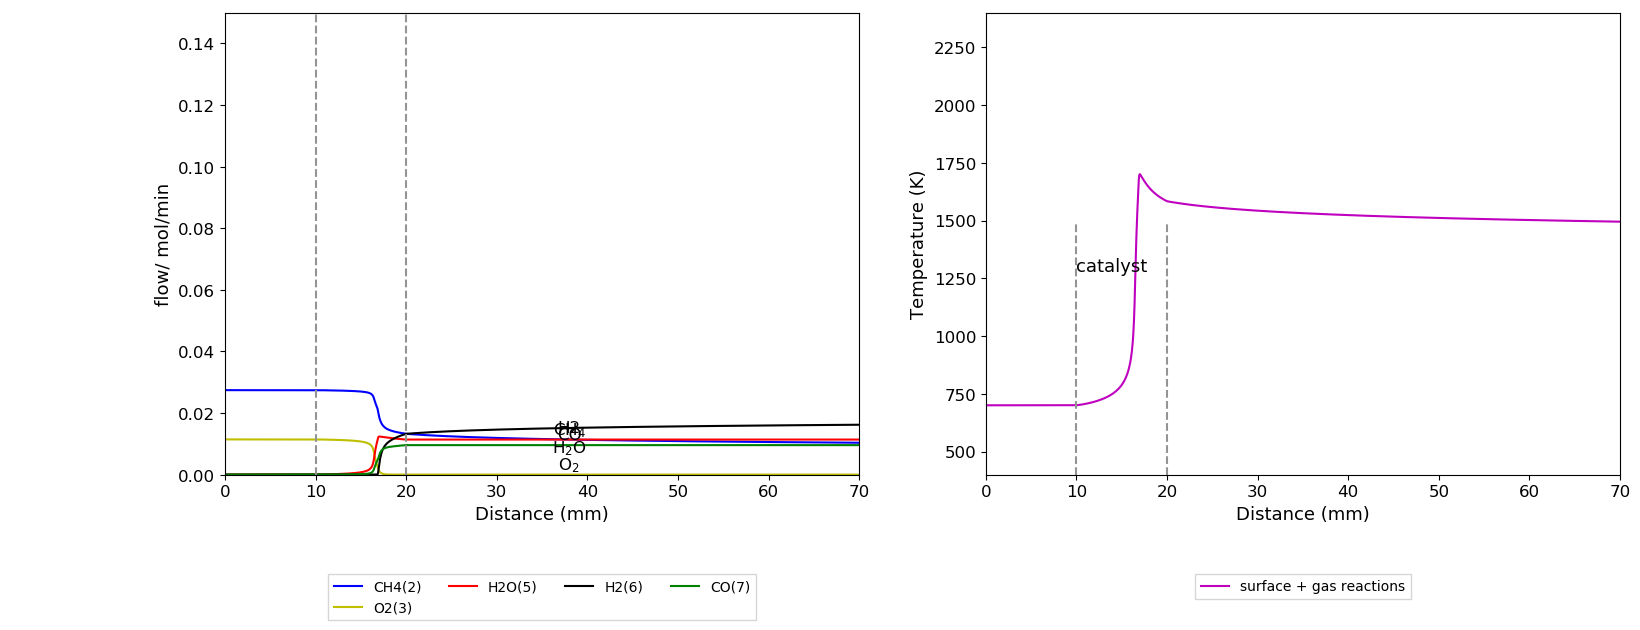 0.14
0.12
0.10
0.08
0.06
0.04
0.02
0.00
flow/ mol/min
H2
CH₄
CO
H₂O
O₂
0 10 20 30 40 50 60 70
Distance (mm)
CH4(2) H2O(5) H2(6) CO(7)
O2(3)
2250
2000
1750
1500
1250
1000
750
500
Temperature (K)
catalyst
0 10 20 30 40 50 60 70
Distance (mm)
surface + gas reactions